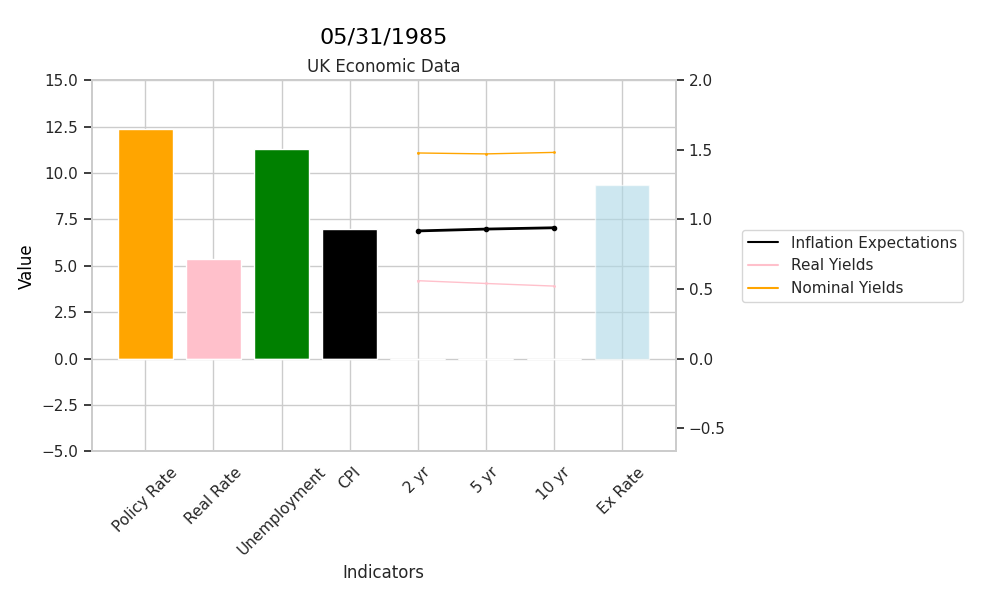 05/31/1985
UK Economic Data
15.0
12.5
10.0
7.5
5.0
2.5
0.0
−2.5
−5.0
Value
2.0
1.5
1.0
0.5
0.0
−0.5
Inflation Expectations
Real Yields
Nominal Yields
Policy Rate
Real Rate
Unemployment
CPI
2 yr
5 yr
10 yr
Ex Rate
Indicators